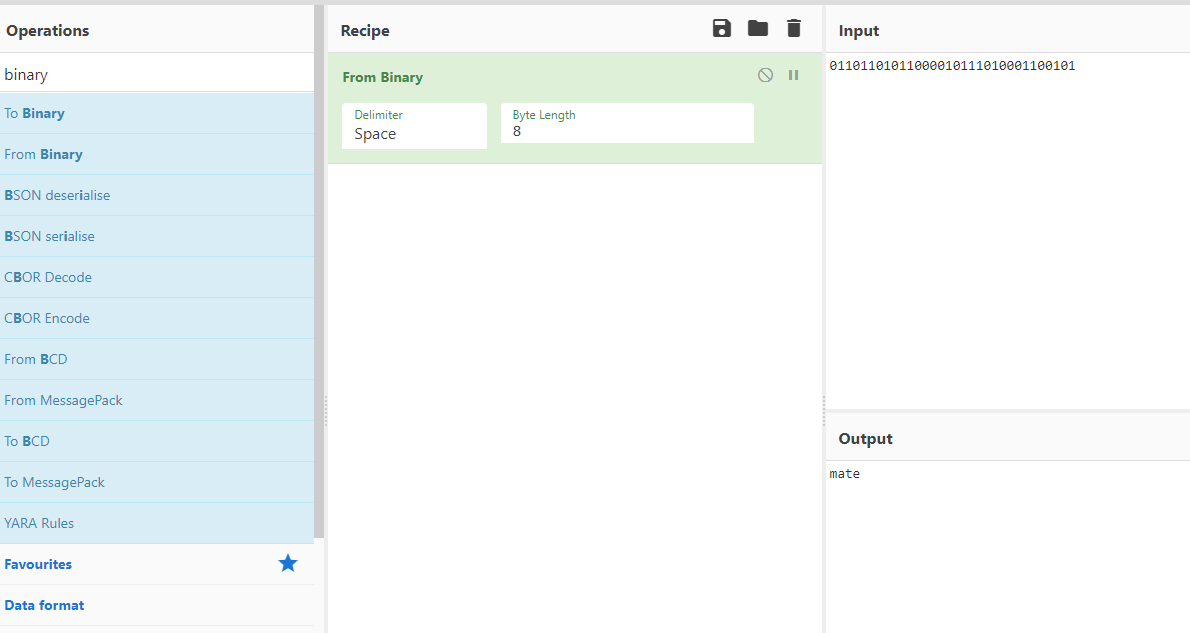 Operations
binary
To Binary
From Binary
BSON deserialise
BSON serialise
CBOR Decode
CBOR Encode
From BCD
From MessagePack
To BCD
To MessagePack
YARA Rules
Favourites
Data format
Recipe
From Binary
Delimiter
Space
Byte Length
8
Input
01101101011000010111010001100101
Output
mate